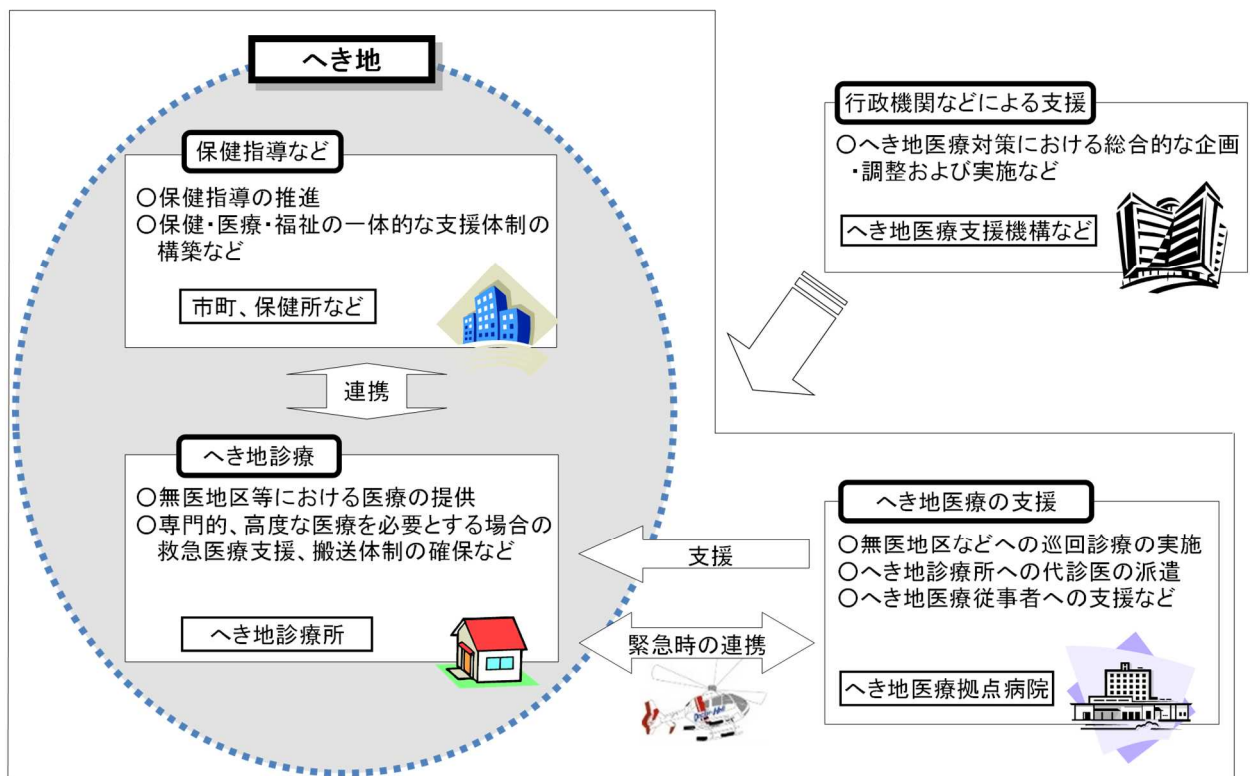 へき地
保健指導など
○保健指導の推進
○保健・医療・福祉の一体的な支援体制の
構築など
市町、保健所など
連携
へき地診療
○無医地区等における医療の提供
○専門的、高度な医療を必要とする場合の
救急医療支援、搬送体制の確保など
へき地診療所
行政機関などによる支援
○へき地医療対策における総合的な企画
・調整および実施など
へき地医療支援機構など
支援
緊急時の連携
へき地医療の支援
○無医地区などへの巡回診療の実施
○へき地診療所への代診医の派遣
○へき地医療従事者への支援など
へき地医療拠点病院
H